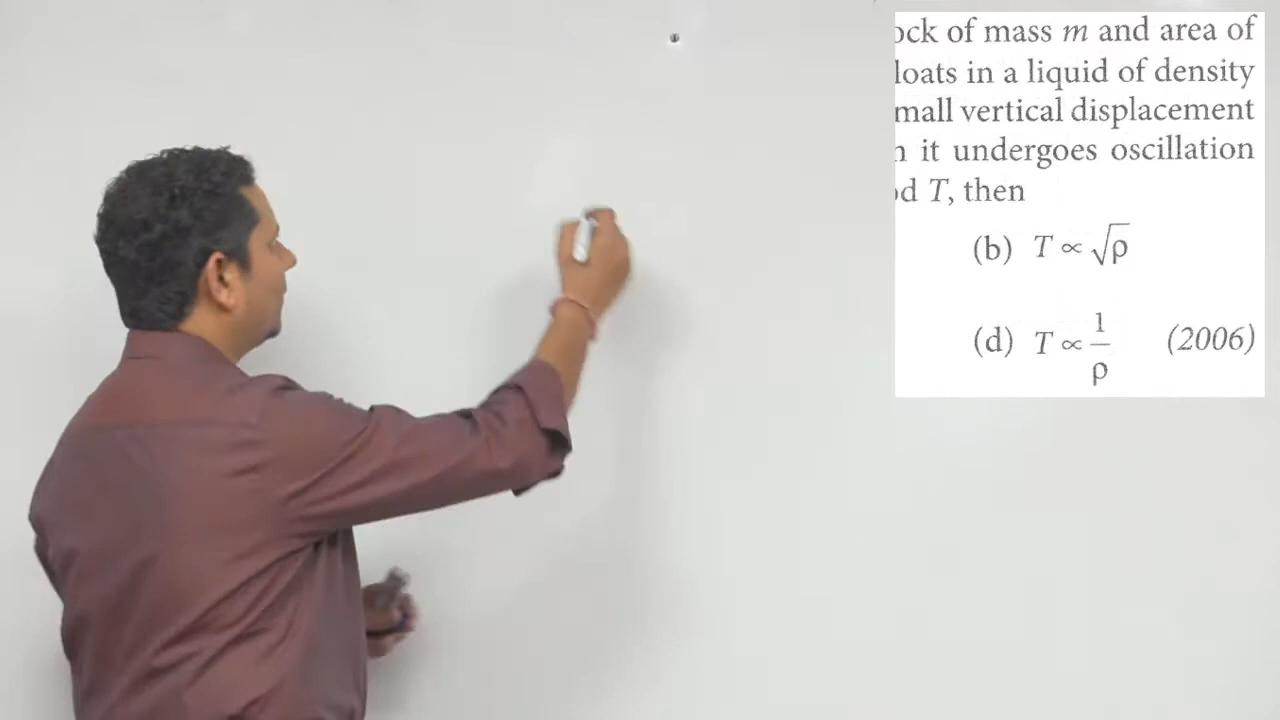 ock of mass m and area of
loats in a liquid of density
mall vertical displacement
n it undergoes oscillation
d T, then
(b) T ∝ √ρ
(d) T ∝ 1/ρ (2006)